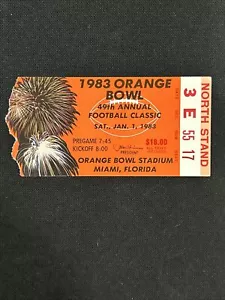 1983 ORANGE
BOWL
49th ANNUAL
FOOTBALL CLASSIC
SAT., JAN. 1, 1983
PREGAME 7:45
KICKOFF 8:00
$18.00
PRESIDENT
ORANGE BOWL STADIUM
MIAMI, FLORIDA
3 E 55 17
NORTH STAND